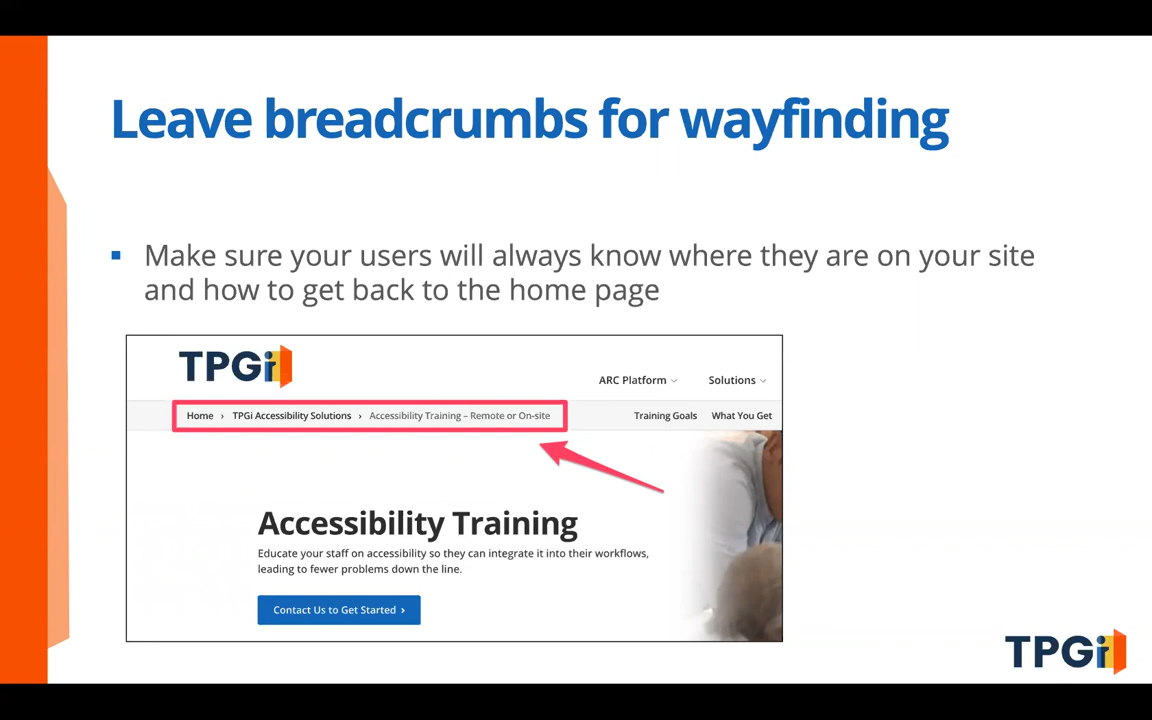 Leave breadcrumbs for wayfinding
Make sure your users will always know where they are on your site
and how to get back to the home page
TPGi
ARC Platform Solutions
Home › TPGi Accessibility Solutions › Accessibility Training – Remote or On-site Training Goals What You Get
Accessibility Training
Educate your staff on accessibility so they can integrate it into their workflows,
leading to fewer problems down the line.
Contact Us to Get Started ›
TPGi